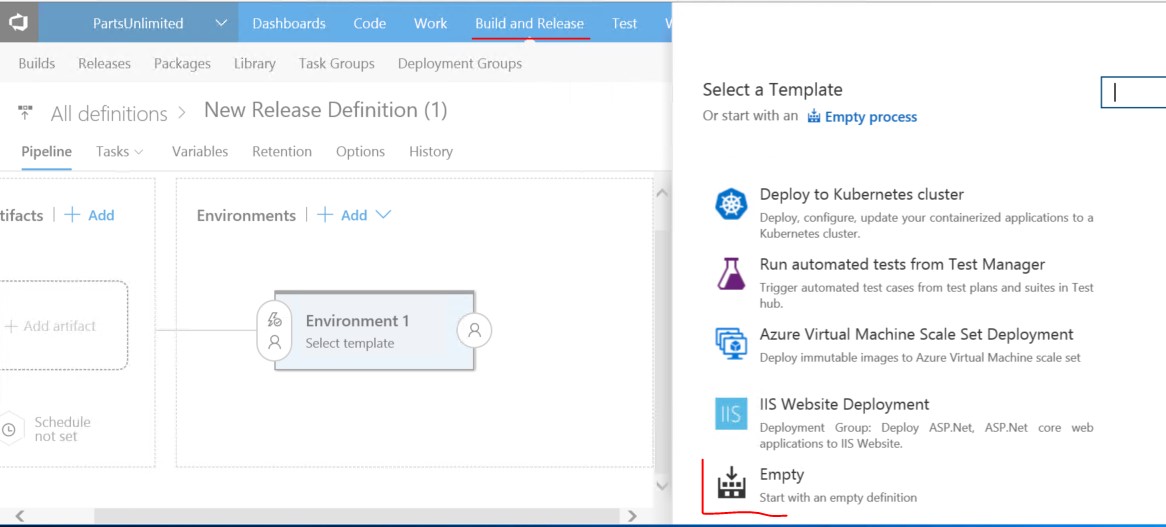 PartsUnlimited Dashboards Code Work Build and Release Test
Builds Releases Packages Library Task Groups Deployment Groups
All definitions > New Release Definition (1)
Pipeline Tasks Variables Retention Options History
tifacts | + Add
Environments | + Add
+ Add artifact
Environment 1
Select template
Schedule
not set
Select a Template
Or start with an Empty process
Deploy to Kubernetes cluster
Deploy, configure, update your containerized applications to a
Kubernetes cluster.
Run automated tests from Test Manager
Trigger automated test cases from test plans and suites in Test
hub.
Azure Virtual Machine Scale Set Deployment
Deploy immutable images to Azure Virtual Machine scale set
IIS
IIS Website Deployment
Deployment Group: Deploy ASP.Net, ASP.Net core web
applications to IIS Website.
Empty
Start with an empty definition